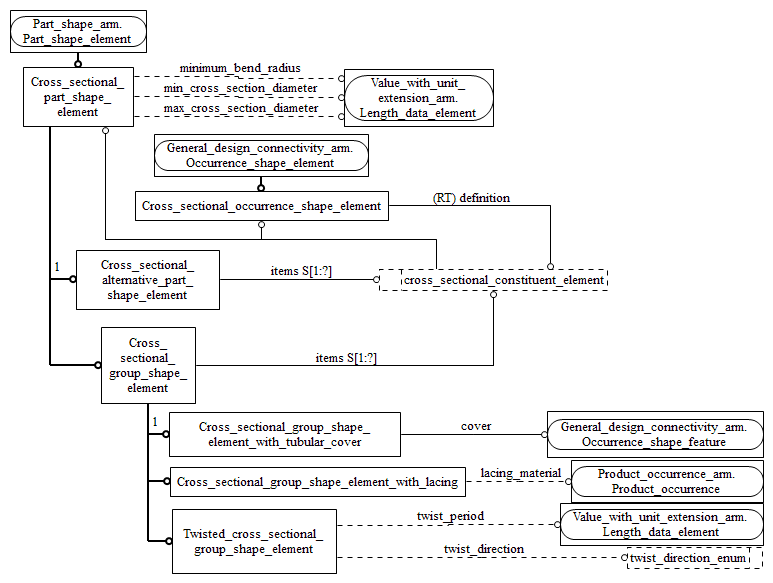 Part_shape_arm.
Part_shape_element
Cross_sectional_
part_shape_
element
minimum_bend_radius
min_cross_section_diameter
max_cross_section_diameter
Value_with_unit_
extension_arm.
Length_data_element
General_design_connectivity_arm.
Occurrence_shape_element
Cross_sectional_occurrence_shape_element
(RT) definition
1
Cross_sectional_
alternative_part_
shape_element
items S[1:?]
cross_sectional_constituent_element
Cross_
sectional_
group_shape_
element
items S[1:?]
1
Cross_sectional_group_shape_
element_with_tubular_cover
cover
General_design_connectivity_arm.
Occurrence_shape_feature
Cross_sectional_group_shape_element_with_lacing
lacing_material
Product_occurrence_arm.
Product_occurrence
Twisted_cross_sectional_
group_shape_element
twist_period
Value_with_unit_extension_arm.
Length_data_element
twist_direction
twist_direction_enum